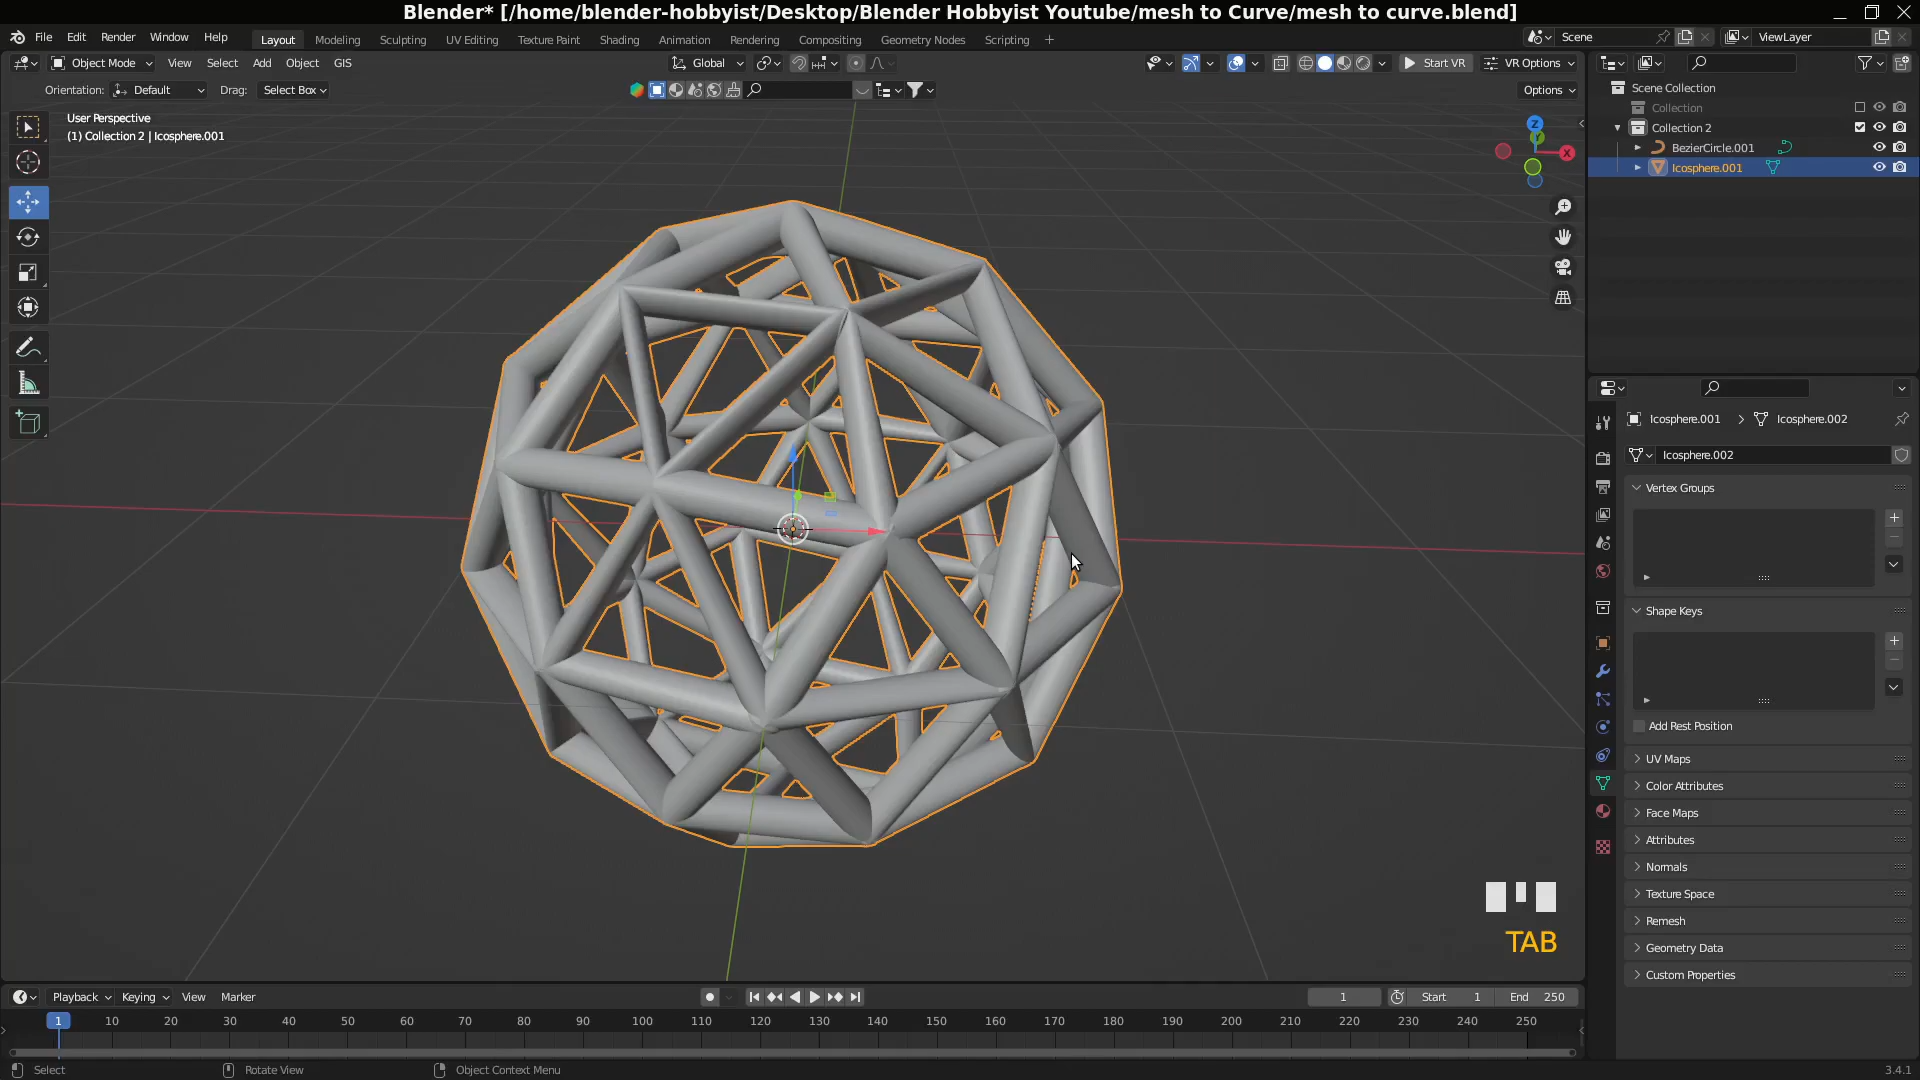 Blender* [/home/blender-hobbyist/Desktop/Blender Hobbyist Youtube/mesh to Curve/mesh to curve.blend]
File Edit Render Window Help Layout Modeling Sculpting UV Editing Texture Paint Shading Animation Rendering Compositing Geometry Nodes Scripting + Scene ViewLayer
Object Mode View Select Add Object GIS Global Start VR VR Options
Orientation: Default Drag: Select Box Options
User Perspective
(1) Collection 2 | Icosphere.001
Z
Y
X
Scene Collection
Collection
Collection 2
BezierCircle.001
Icosphere.001
Icosphere.001 > Icosphere.002
Icosphere.002
Vertex Groups
Shape Keys
Add Rest Position
UV Maps
Color Attributes
Face Maps
Attributes
Normals
Texture Space
Remesh
Geometry Data
Custom Properties
TAB
Playback Keying View Marker 1 Start 1 End 250
1 10 20 30 40 50 60 70 80 90 100 110 120 130 140 150 160 170 180 190 200 210 220 230 240 250
Select Rotate View Object Context Menu 3.4.1